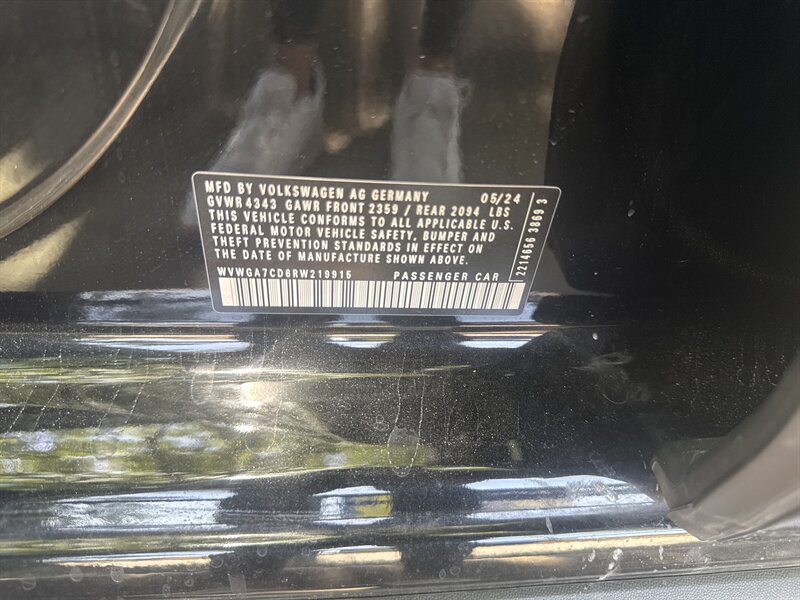 MFD BY VOLKSWAGEN AG GERMANY 05/24
GVWR 4343 GAWR FRONT 2359 / REAR 2094 LBS
THIS VEHICLE CONFORMS TO ALL APPLICABLE U.S.
FEDERAL MOTOR VEHICLE SAFETY, BUMPER AND
THEFT PREVENTION STANDARDS IN EFFECT ON
THE DATE OF MANUFACTURE SHOWN ABOVE.
WVWGA7CD6RW219915 PASSENGER CAR
2214656 3869 3